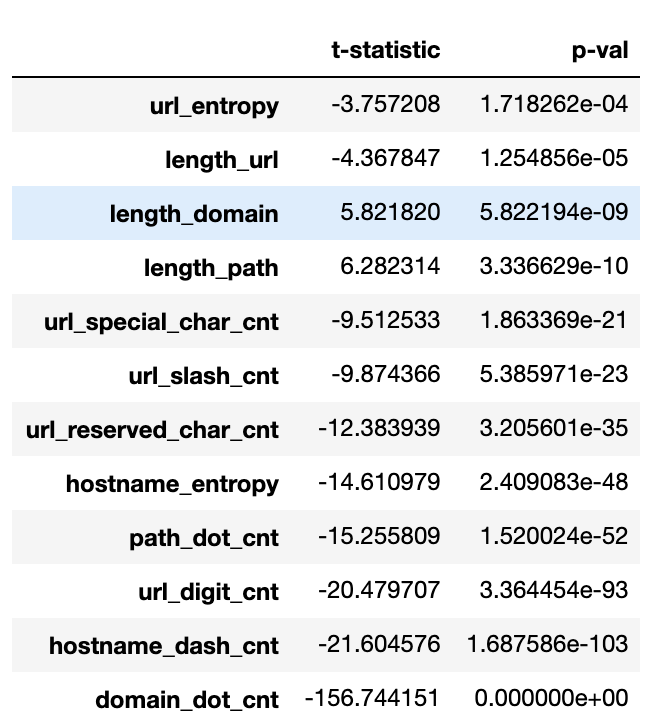 t-statistic p-val
url_entropy -3.757208 1.718262e-04
length_url -4.367847 1.254856e-05
length_domain 5.821820 5.822194e-09
length_path 6.282314 3.336629e-10
url_special_char_cnt -9.512533 1.863369e-21
url_slash_cnt -9.874366 5.385971e-23
url_reserved_char_cnt -12.383939 3.205601e-35
hostname_entropy -14.610979 2.409083e-48
path_dot_cnt -15.255809 1.520024e-52
url_digit_cnt -20.479707 3.364454e-93
hostname_dash_cnt -21.604576 1.687586e-103
domain_dot_cnt -156.744151 0.000000e+00